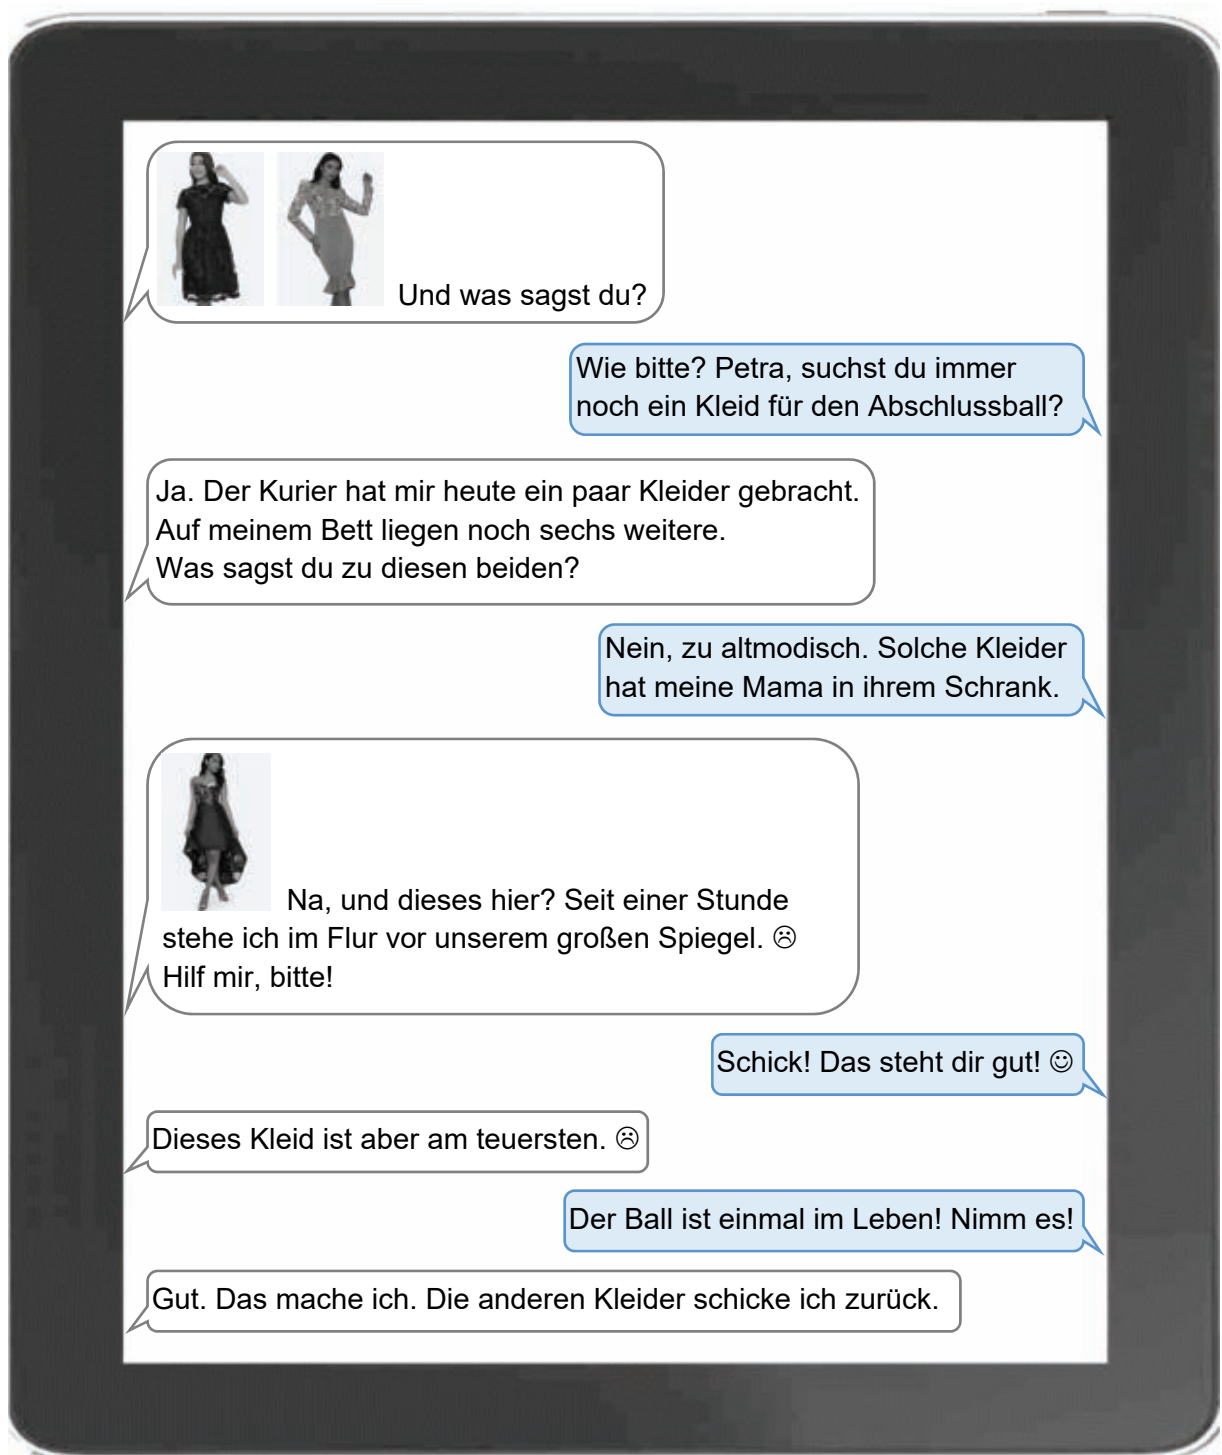 Und was sagst du?
Wie bitte? Petra, suchst du immer
noch ein Kleid für den Abschlussball?
Ja. Der Kurier hat mir heute ein paar Kleider gebracht.
Auf meinem Bett liegen noch sechs weitere.
Was sagst du zu diesen beiden?
Nein, zu altmodisch. Solche Kleider
hat meine Mama in ihrem Schrank.
Na, und dieses hier? Seit einer Stunde
stehe ich im Flur vor unserem großen Spiegel. ☹
Hilf mir, bitte!
Schick! Das steht dir gut! ☺
Dieses Kleid ist aber am teuersten. ☹
Der Ball ist einmal im Leben! Nimm es!
Gut. Das mache ich. Die anderen Kleider schicke ich zurück.